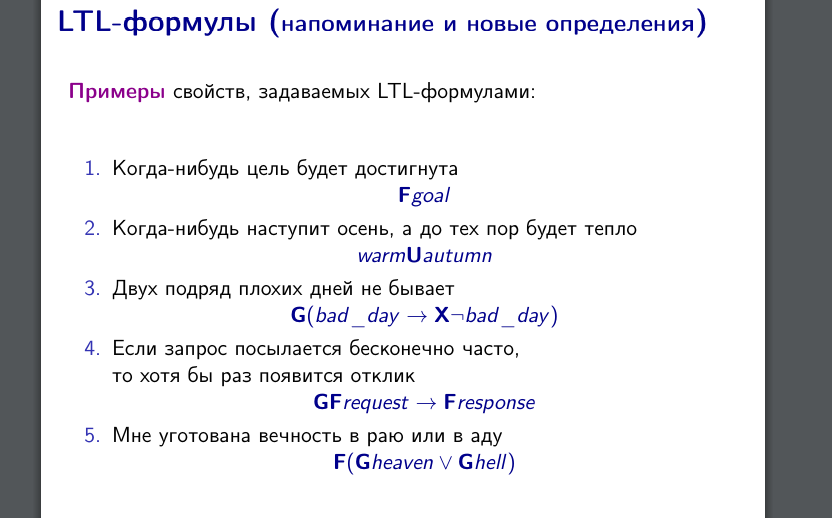 LTL-формулы (напоминание и новые определения)
Примеры свойств, задаваемых LTL-формулами:
1. Когда-нибудь цель будет достигнута
Fgoal
2. Когда-нибудь наступит осень, а до тех пор будет тепло
warmUautumn
3. Двух подряд плохих дней не бывает
G(bad_day → X¬bad_day)
4. Если запрос посылается бесконечно часто,
то хотя бы раз появится отклик
GFrequest → Fresponse
5. Мне уготована вечность в раю или в аду
F(Gheaven ∨ Ghell)